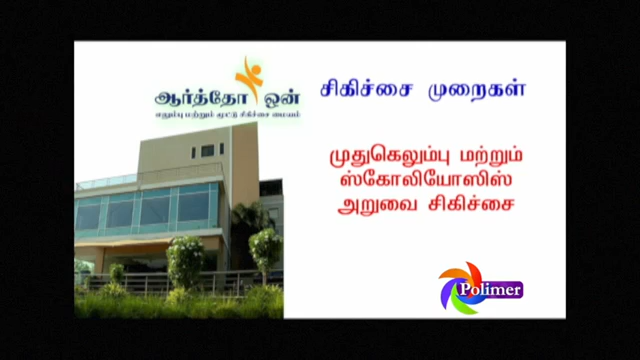 ஆர்த்தோ ஒன்
எலும்பு மற்றும் மூட்டு சிகிச்சை மையம்
சிகிச்சை முறைகள்
முதுகெலும்பு மற்றும்
ஸ்கோலியோஸிஸ்
அறுவை சிகிச்சை
Polimer